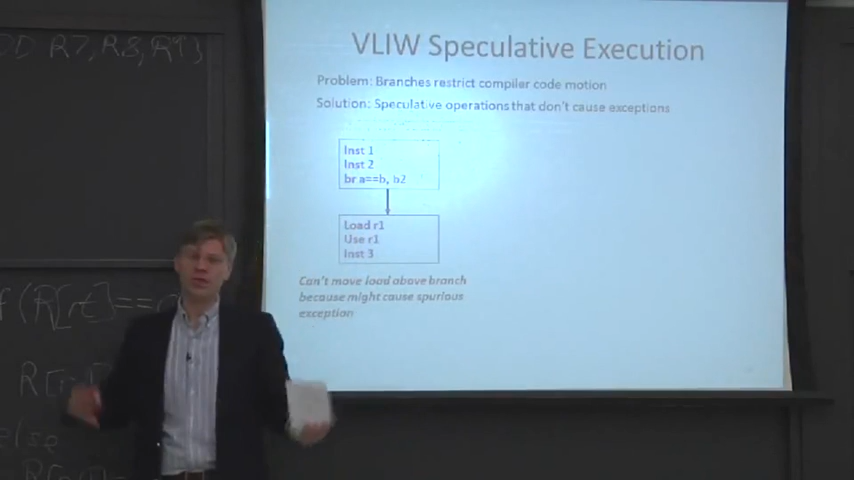 VLIW Speculative Execution
Problem: Branches restrict compiler code motion
Solution: Speculative operations that don't cause exceptions
Inst 1
Inst 2
br a==b, b2
Load r1
Use r1
Inst 3
Can't move load above branch
because might cause spurious
exception
R7, R8, R9;
(R[rt]==
else